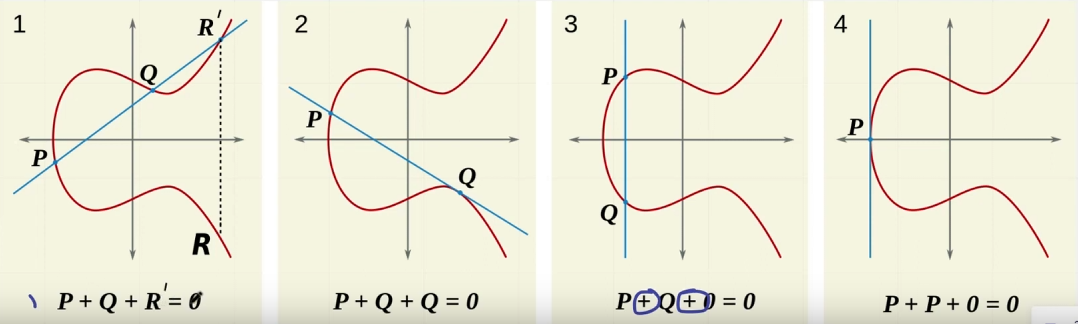 1
R'
Q
P
R
P + Q + R' = 0
2
P
Q
P + Q + Q = 0
3
P
Q
P + Q + 0 = 0
4
P
P + P + 0 = 0